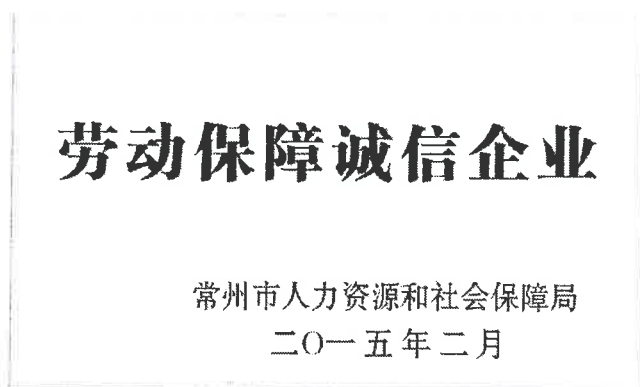 劳动保障诚信企业
常州市人力资源和社会保障局
二〇一五年二月